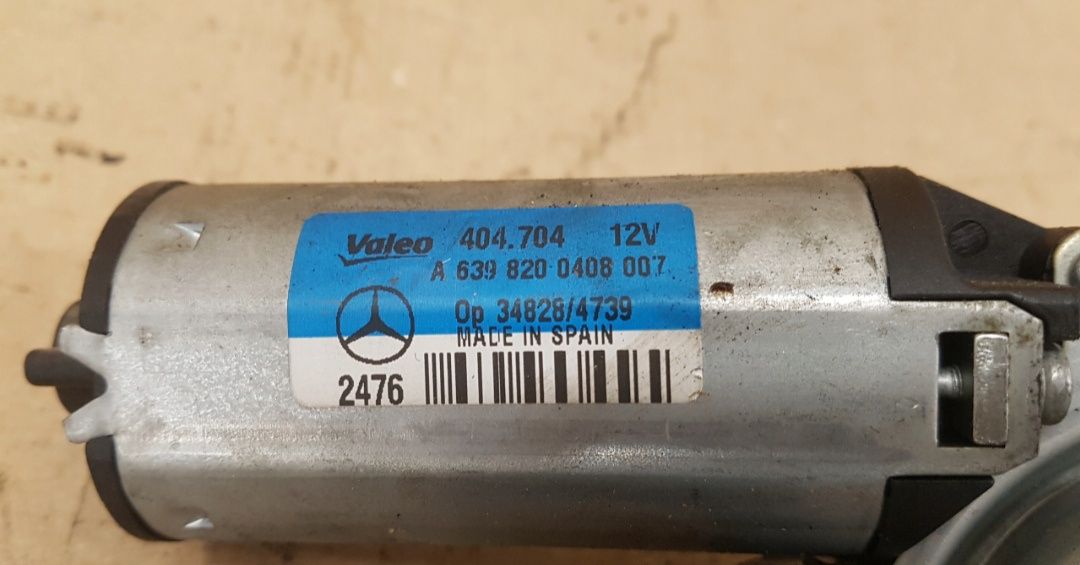 Valeo 404.704 12V
A 639 820 0408 007
Op 34828/4739
MADE IN SPAIN
2476